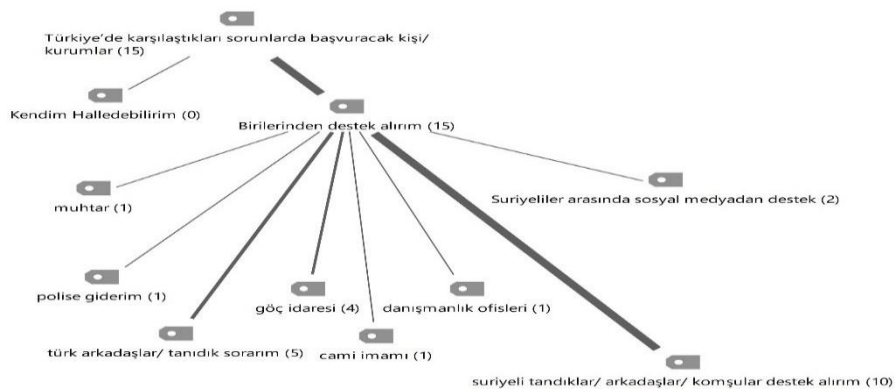 Türkiye'de karşılaştıkları sorunlarda başvuracak kişi/
kurumlar (15)
Kendim Halledebilirim (0)
Birilerinden destek alırım (15)
muhtar (1)
Suriyeliler arasında sosyal medyadan destek (2)
polise giderim (1)
göç idaresi (4)
danışmanlık ofisleri (1)
türk arkadaşlar/ tanıdık sorarım (5)
cami imamı (1)
suriyeli tandıklar/ arkadaşlar/ komşular destek alırım (10)